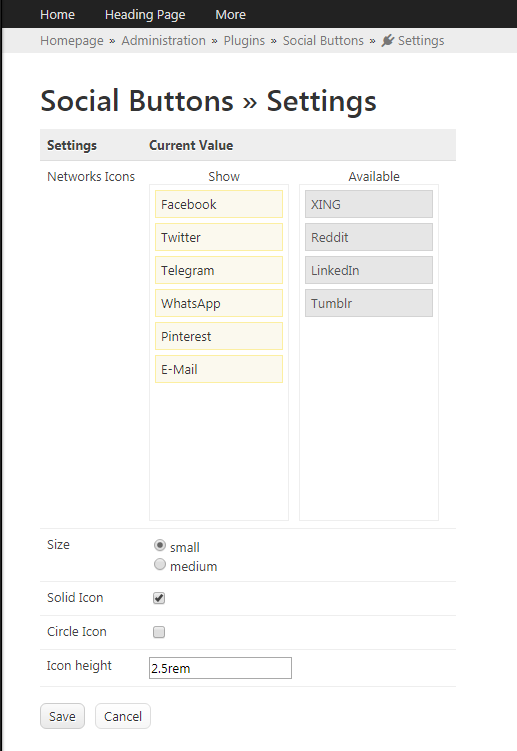 Home Heading Page More
Homepage » Administration » Plugins » Social Buttons » Settings
Social Buttons » Settings
Settings Current Value
Networks Icons Show Available
Facebook XING
Twitter Reddit
Telegram LinkedIn
WhatsApp Tumblr
Pinterest
E-Mail
Size small
medium
Solid Icon
Circle Icon
Icon height 2.5rem
Save Cancel